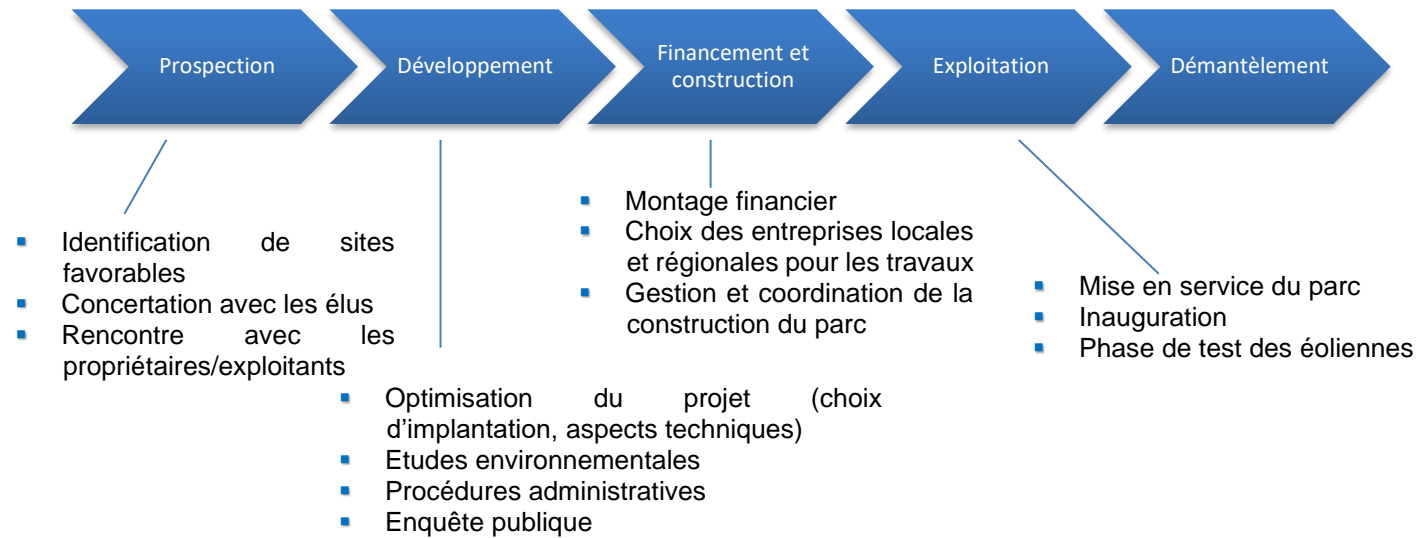 Prospection
Développement
Financement et
construction
Exploitation
Démantèlement
▪ Identification de sites
favorables
▪ Concertation avec les élus
▪ Rencontre avec les
propriétaires/exploitants
▪ Optimisation du projet (choix
d’implantation, aspects techniques)
▪ Etudes environnementales
▪ Procédures administratives
▪ Enquête publique
▪ Montage financier
▪ Choix des entreprises locales
et régionales pour les travaux
▪ Gestion et coordination de la
construction du parc
▪ Mise en service du parc
▪ Inauguration
▪ Phase de test des éoliennes